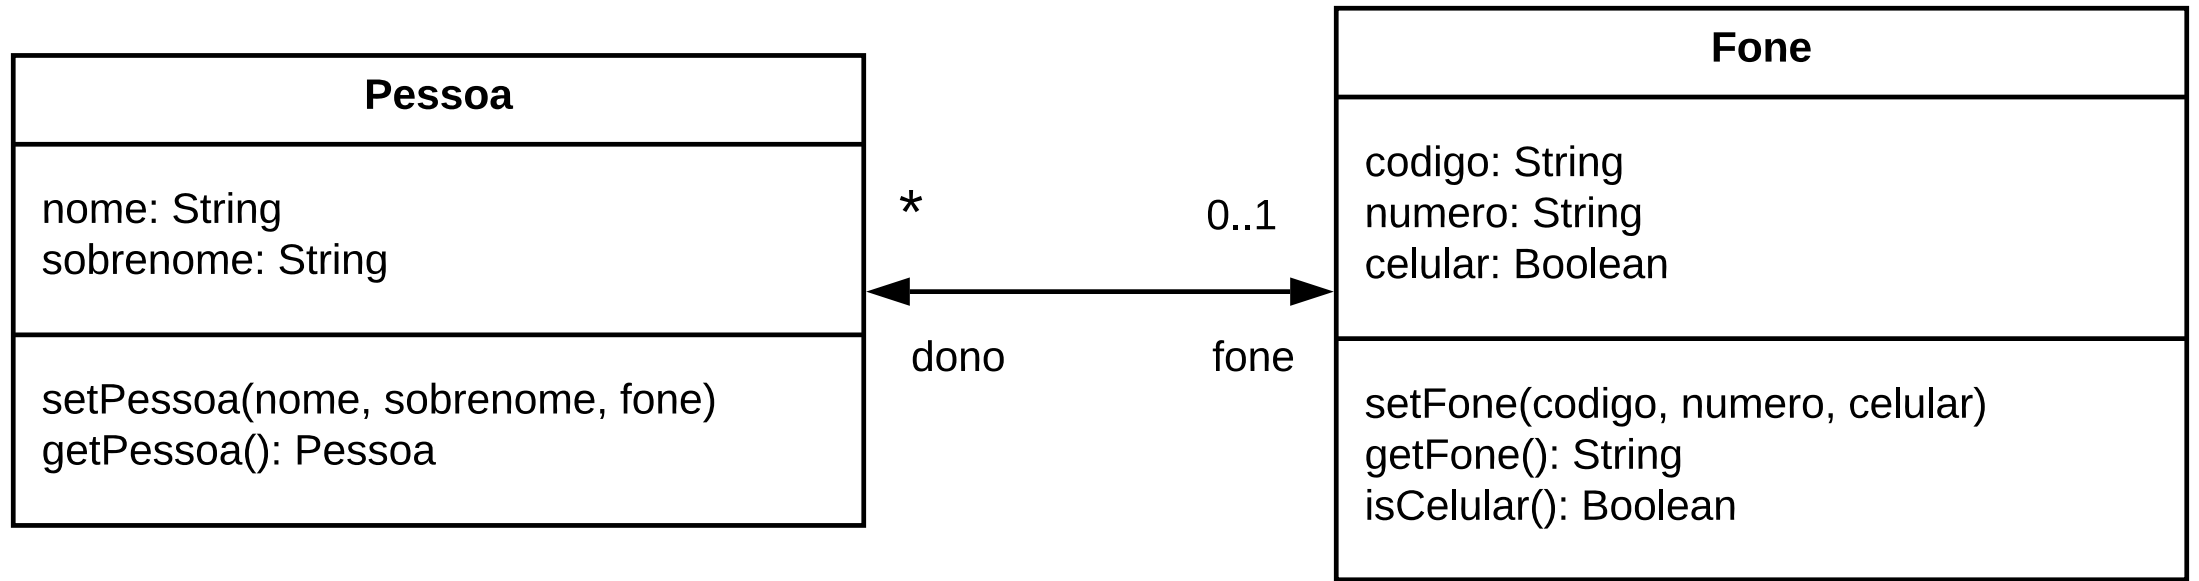 Pessoa
nome: String
sobrenome: String
setPessoa(nome, sobrenome, fone)
getPessoa(): Pessoa
*
0..1
dono
fone
Fone
codigo: String
numero: String
celular: Boolean
setFone(codigo, numero, celular)
getFone(): String
isCelular(): Boolean